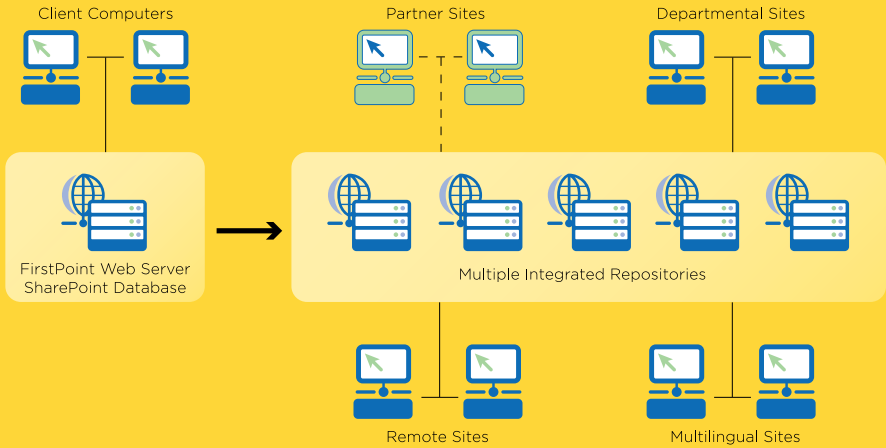 Client Computers
Partner Sites
Departmental Sites
FirstPoint Web Server
SharePoint Database
Multiple Integrated Repositories
Remote Sites
Multilingual Sites